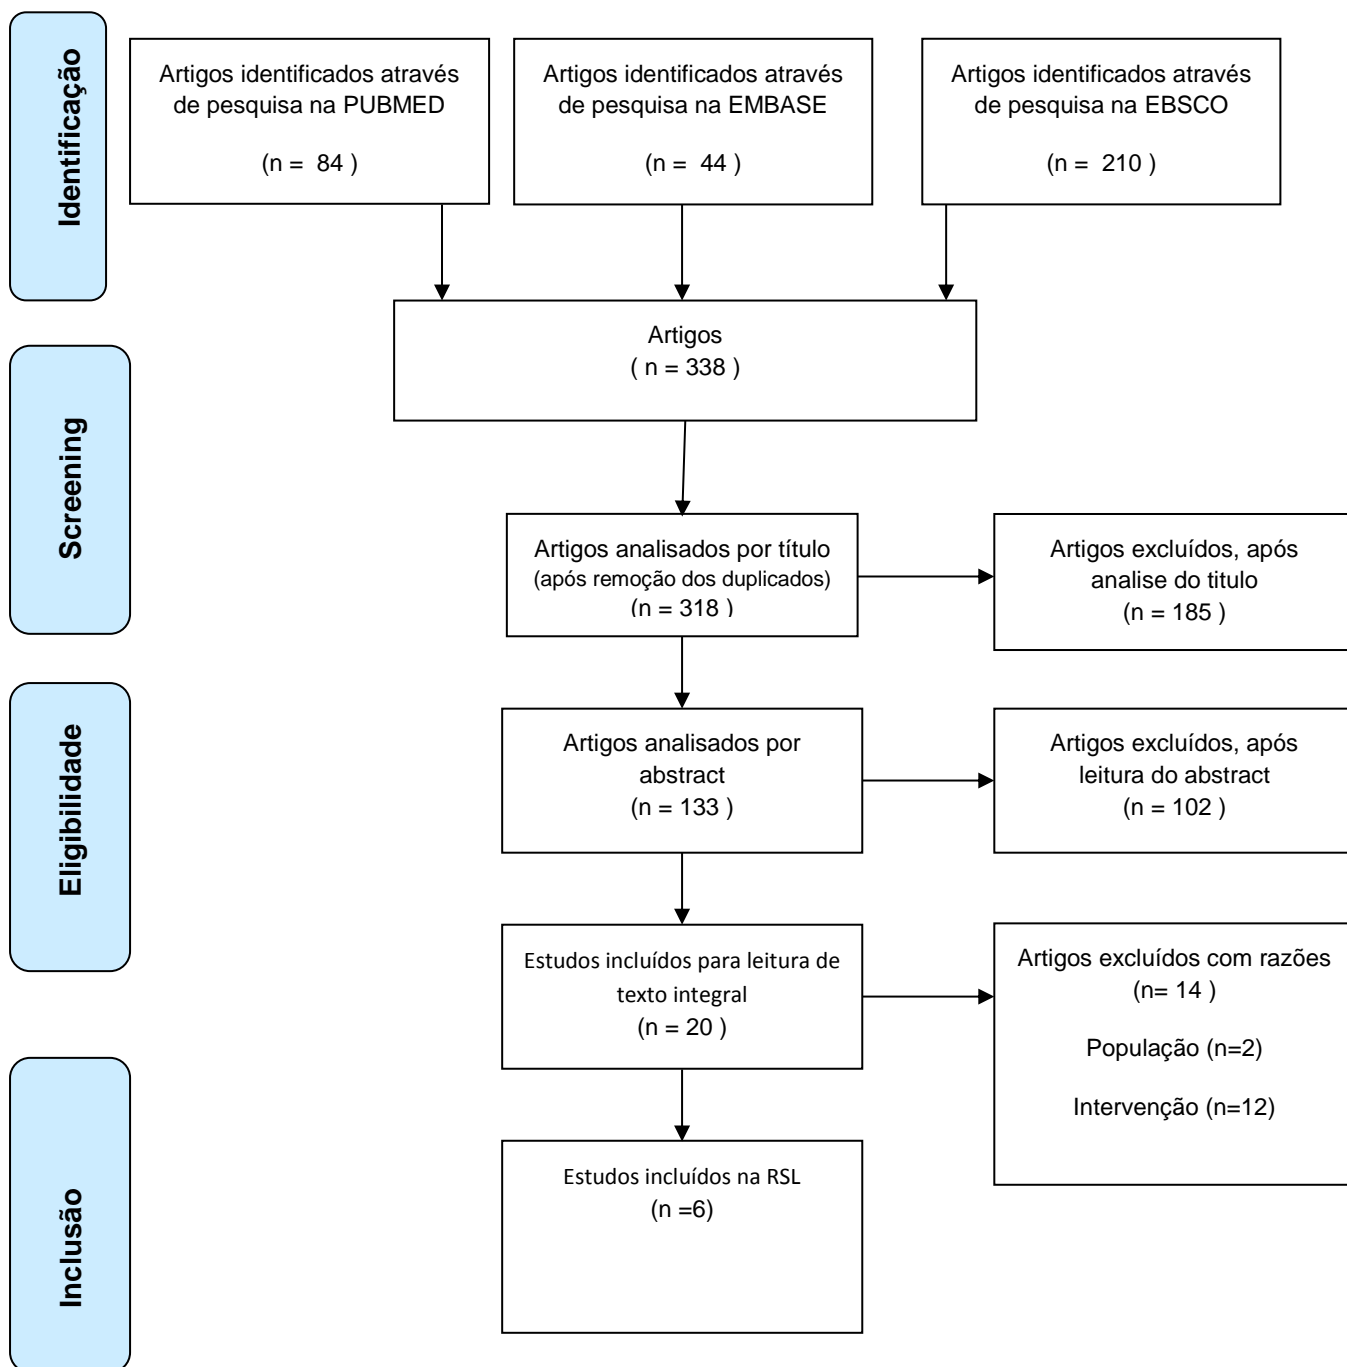 Identificação
Artigos identificados através
de pesquisa na PUBMED
(n =  84 )
Artigos identificados através
de pesquisa na EMBASE
(n =  44 )
Artigos identificados através
de pesquisa na EBSCO
(n =  210 )
Artigos
( n = 338 )
Screening
Artigos analisados por título
(após remoção dos duplicados)
(n = 318 )
Artigos excluídos, após
analise do titulo
(n = 185 )
Eligibilidade
Artigos analisados por
abstract
(n = 133 )
Artigos excluídos, após
leitura do abstract
(n = 102 )
Estudos incluídos para leitura de
texto integral
(n = 20 )
Artigos excluídos com razões
(n= 14 )
População (n=2)
Intervenção (n=12)
Inclusão
Estudos incluídos na RSL
(n =6)